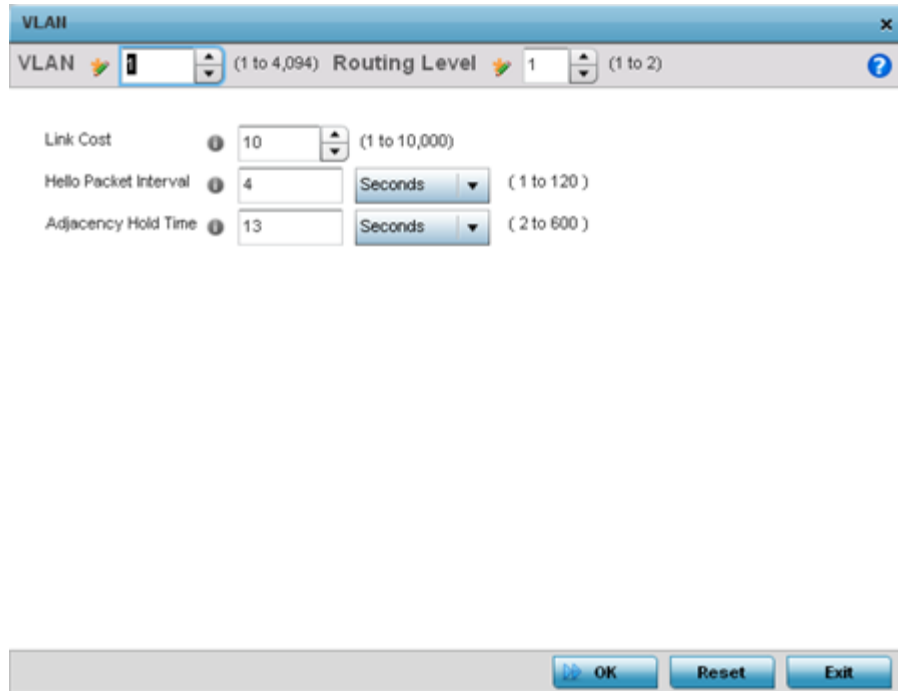 VLAN
VLAN 1 (1 to 4,094) Routing Level 1 (1 to 2)
Link Cost 10 (1 to 10,000)
Hello Packet Interval 4 Seconds ( 1 to 120 )
Adjacency Hold Time 13 Seconds ( 2 to 600 )
OK Reset Exit